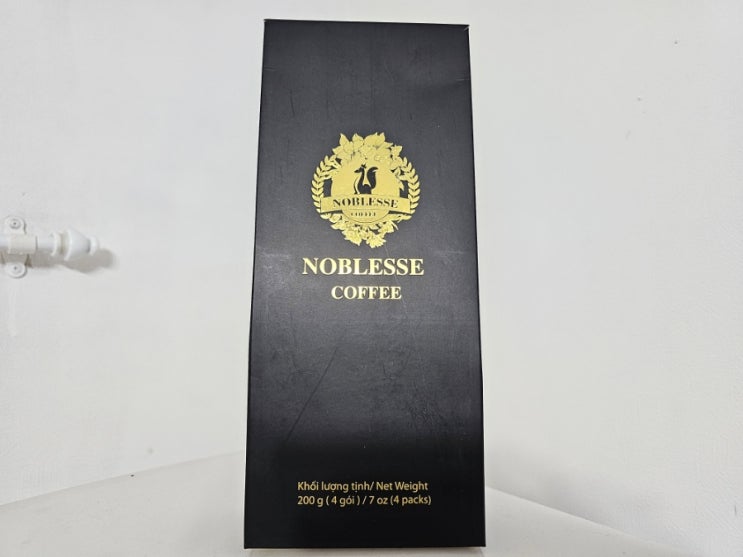 NOBLESSE
COFFEE
NOBLESSE
COFFEE
Khối lượng tịnh/ Net Weight
200 g ( 4 gói ) / 7 oz (4 packs)